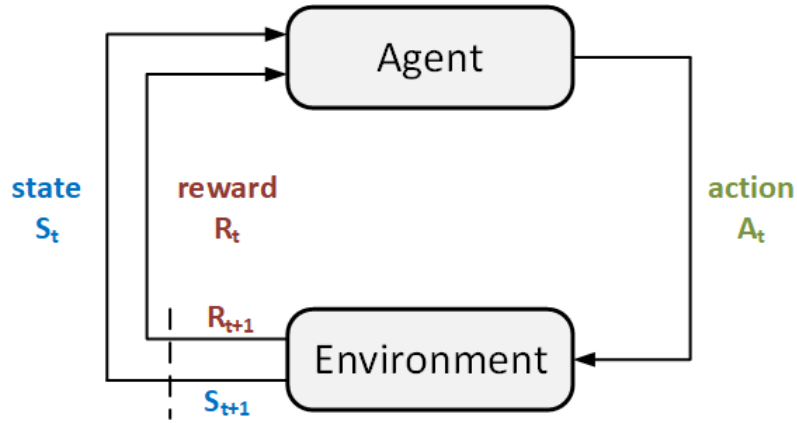 Agent
state
Sₜ
reward
Rₜ
action
Aₜ
Rₜ₊₁
Environment
Sₜ₊₁